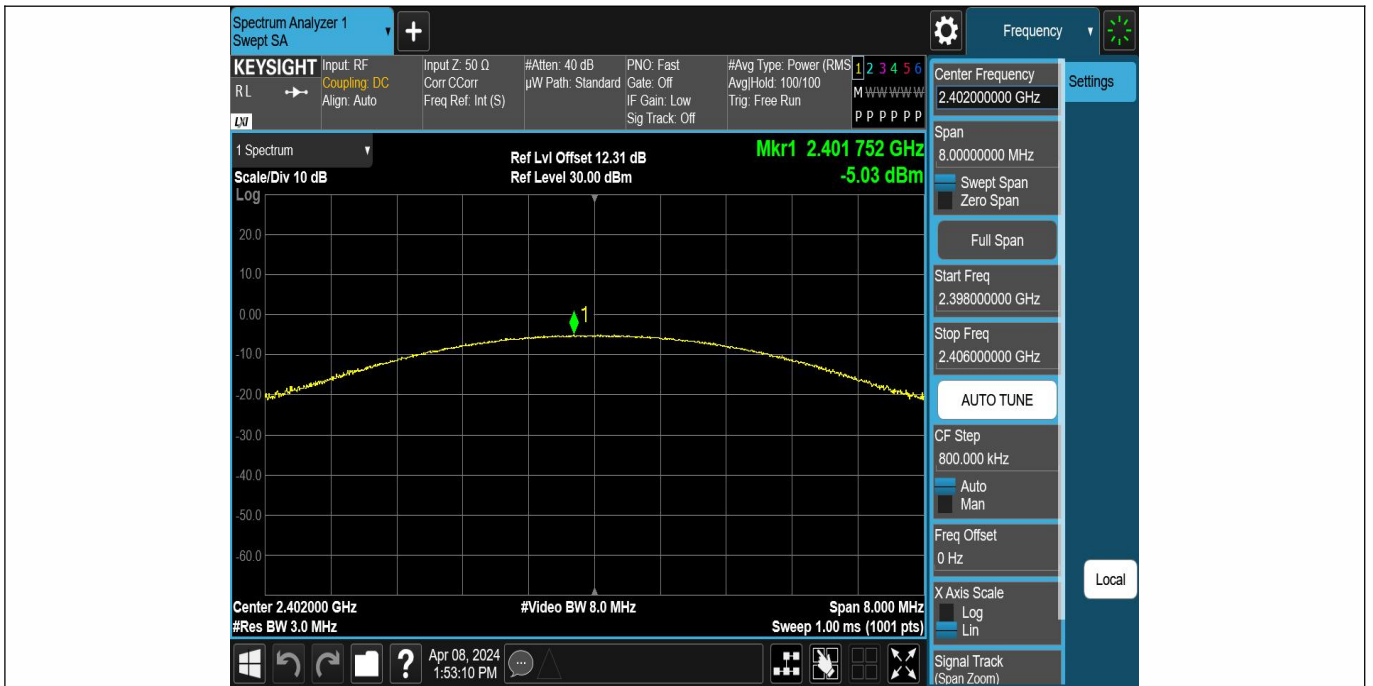 Spectrum Analyzer 1
Swept SA
Frequency
KEYSIGHT
RL
LXI
Input: RF
Coupling: DC
Align: Auto
Input Z: 50 Ω
Corr CCorr
Freq Ref: Int (S)
#Atten: 40 dB
µW Path: Standard
PNO: Fast
Gate: Off
IF Gain: Low
Sig Track: Off
#Avg Type: Power (RMS
Avg|Hold: 100/100
Trig: Free Run
1 2 3 4 5 6
M W W W W W
P P P P P P
1 Spectrum
Scale/Div 10 dB
Log
Ref Lvl Offset 12.31 dB
Ref Level 30.00 dBm
Mkr1 2.401 752 GHz
-5.03 dBm
20.0
10.0
0.00
-10.0
-20.0
-30.0
-40.0
-50.0
-60.0
1
Center 2.402000 GHz
#Res BW 3.0 MHz
#Video BW 8.0 MHz
Span 8.000 MHz
Sweep 1.00 ms (1001 pts)
Apr 08, 2024
1:53:10 PM
Center Frequency
2.402000000 GHz
Settings
Span
8.00000000 MHz
Swept Span
Zero Span
Full Span
Start Freq
2.398000000 GHz
Stop Freq
2.406000000 GHz
AUTO TUNE
CF Step
800.000 kHz
Auto
Man
Freq Offset
0 Hz
Local
X Axis Scale
Log
Lin
Signal Track
(Span Zoom)